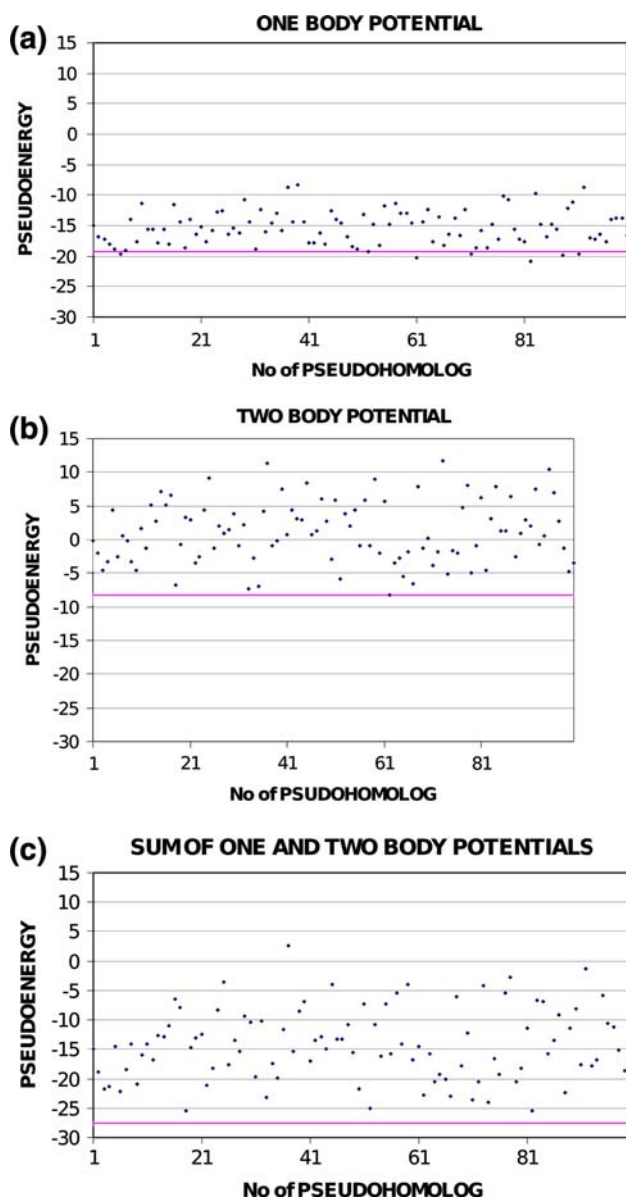 (a)
ONE BODY POTENTIAL
PSEUDOENERGY
15
10
5
0
-5
-10
-15
-20
-25
-30
1 21 41 61 81
No of PSEUDOHOMOLOG
(b)
TWO BODY POTENTIAL
PSEUDOENERGY
15
10
5
0
-5
-10
-15
-20
-25
-30
1 21 41 61 81
No of PSUDOHOMOLOG
(c)
SUM OF ONE AND TWO BODY POTENTIALS
PSEUDOENERGY
15
10
5
0
-5
-10
-15
-20
-25
-30
1 21 41 61 81
No of PSEUDOHOMOLOG